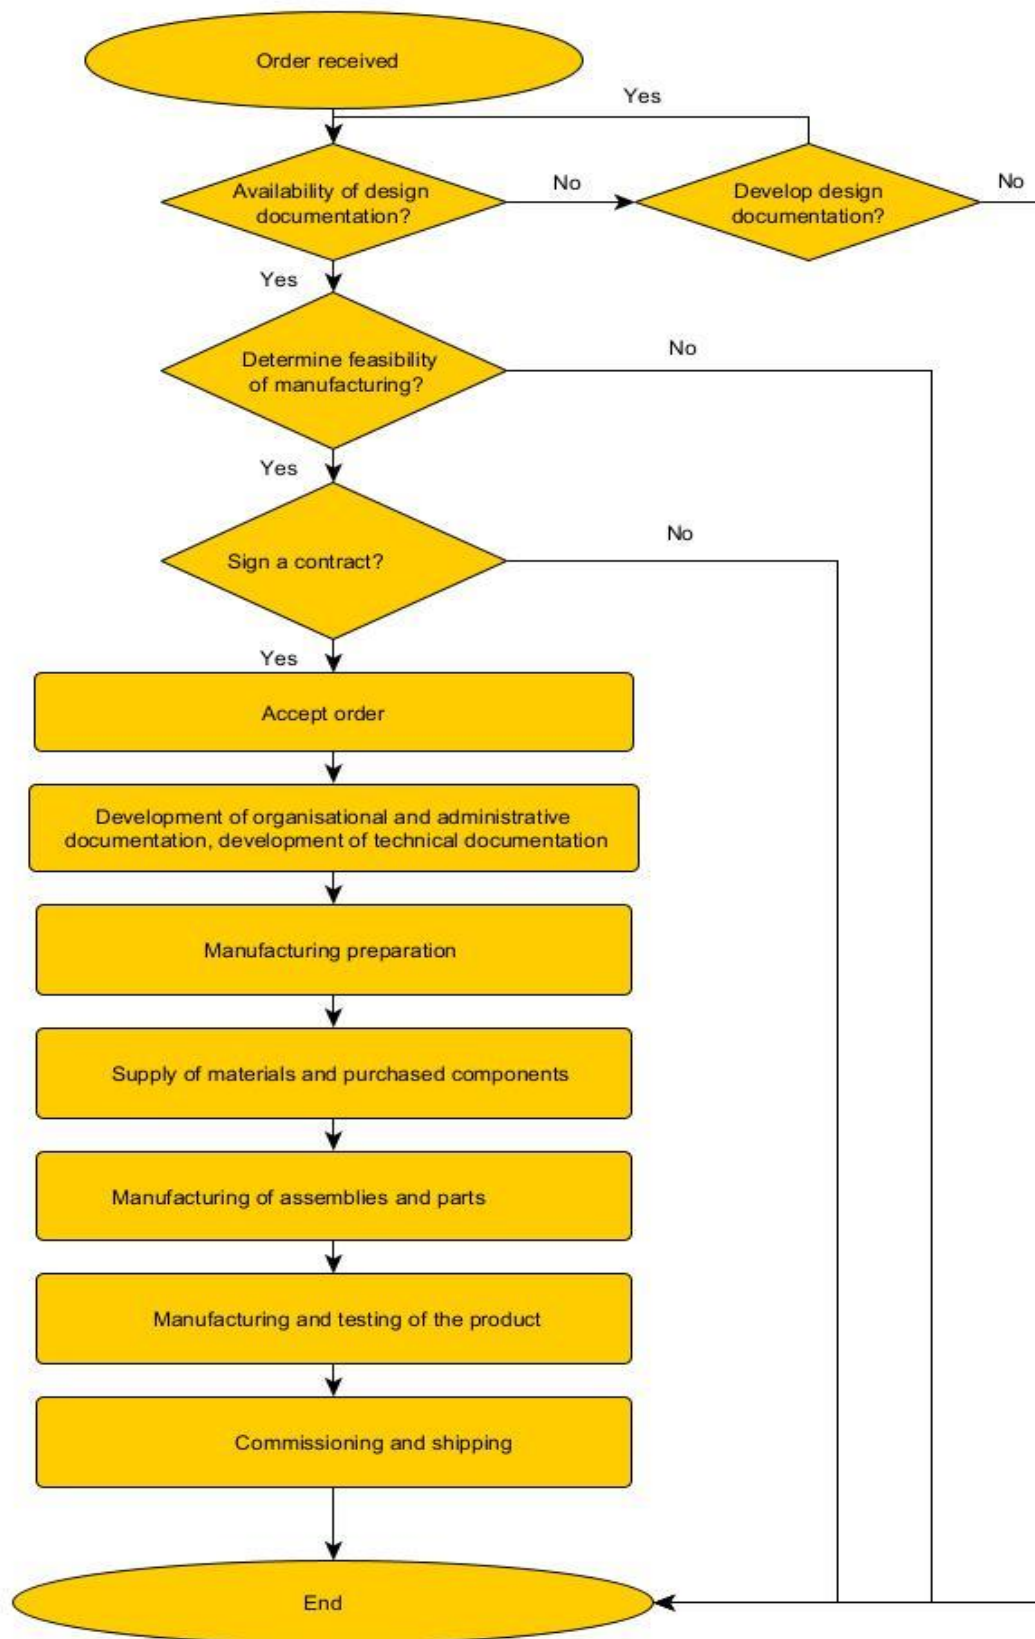 Order received
Yes
Availability of design
documentation?
No
Develop design
documentation?
No
Yes
Determine feasibility
of manufacturing?
No
Yes
Sign a contract?
No
Yes
Accept order
Development of organisational and administrative
documentation, development of technical documentation
Manufacturing preparation
Supply of materials and purchased components
Manufacturing of assemblies and parts
Manufacturing and testing of the product
Commissioning and shipping
End